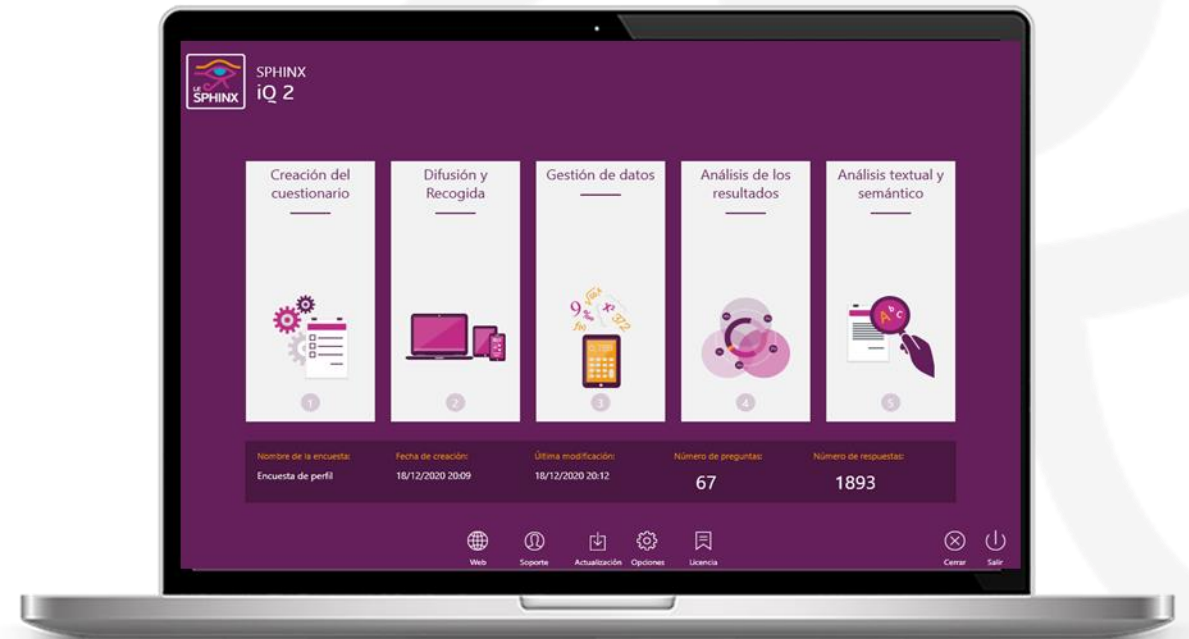 LE
SPHINX
SPHINX
iQ 2
Creación del
cuestionario
1
Difusión y
Recogida
2
Gestión de datos
3
Análisis de los
resultados
4
Análisis textual y
semántico
5
Nombre de la encuesta:
Encuesta de perfil
Fecha de creación:
18/12/2020 20:09
Última modificación:
18/12/2020 20:12
Número de preguntas:
67
Número de respuestas:
1893
Web
Soporte
Actualización
Opciones
Licencia
Cerrar
Salir